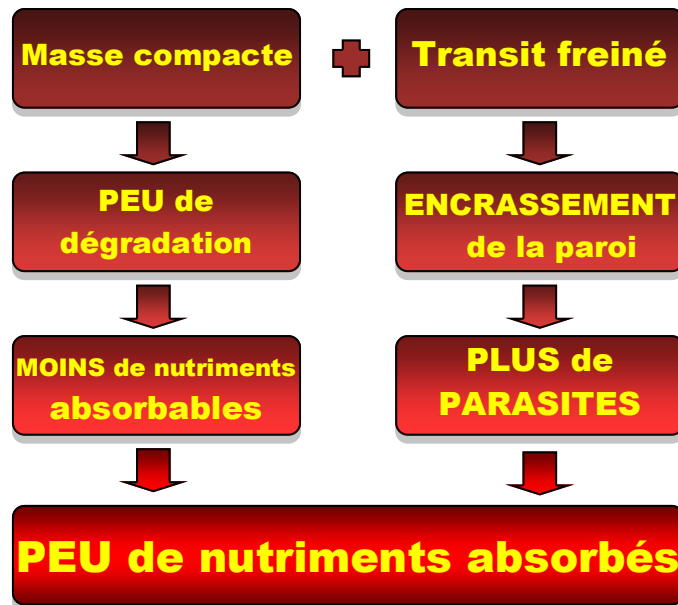 Masse compacte
Transit freiné
PEU de
dégradation
ENCRASSEMENT
de la paroi
MOINS de nutriments
absorbables
PLUS de
PARASITES
PEU de nutriments absorbés